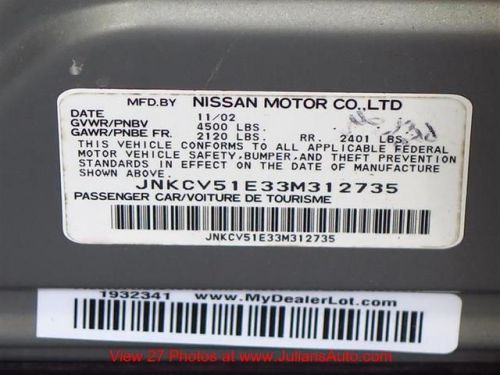 MFD.BY NISSAN MOTOR CO.,LTD
DATE 11/02
GVWR/PNBV 4500 LBS.
GAWR/PNBE FR. 2120 LBS. RR. 2401 LBS.
THIS VEHICLE CONFORMS TO ALL APPLICABLE FEDERAL
MOTOR VEHICLE SAFETY, BUMPER, AND THEFT PREVENTION
STANDARDS IN EFFECT ON THE DATE OF MANUFACTURE
SHOWN ABOVE.
JNKCV51E33M312735
PASSENGER CAR/VOITURE DE TOURISME
JNKCV51E33M312735
1932341 www.MyDealerLot.com
View 27 Photos at www.JuliansAuto.com